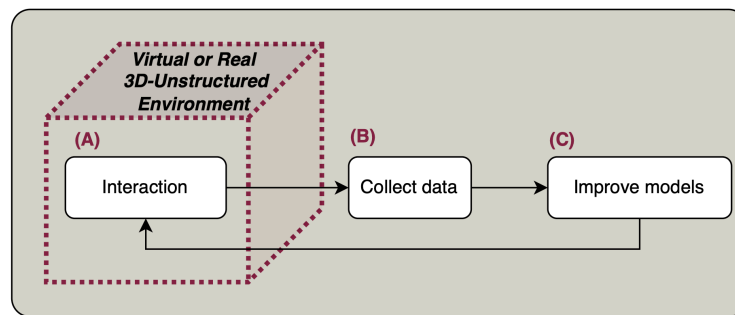 Virtual or Real
3D-Unstructured
Environment
(A)
(B)
(C)
Interaction
Collect data
Improve models